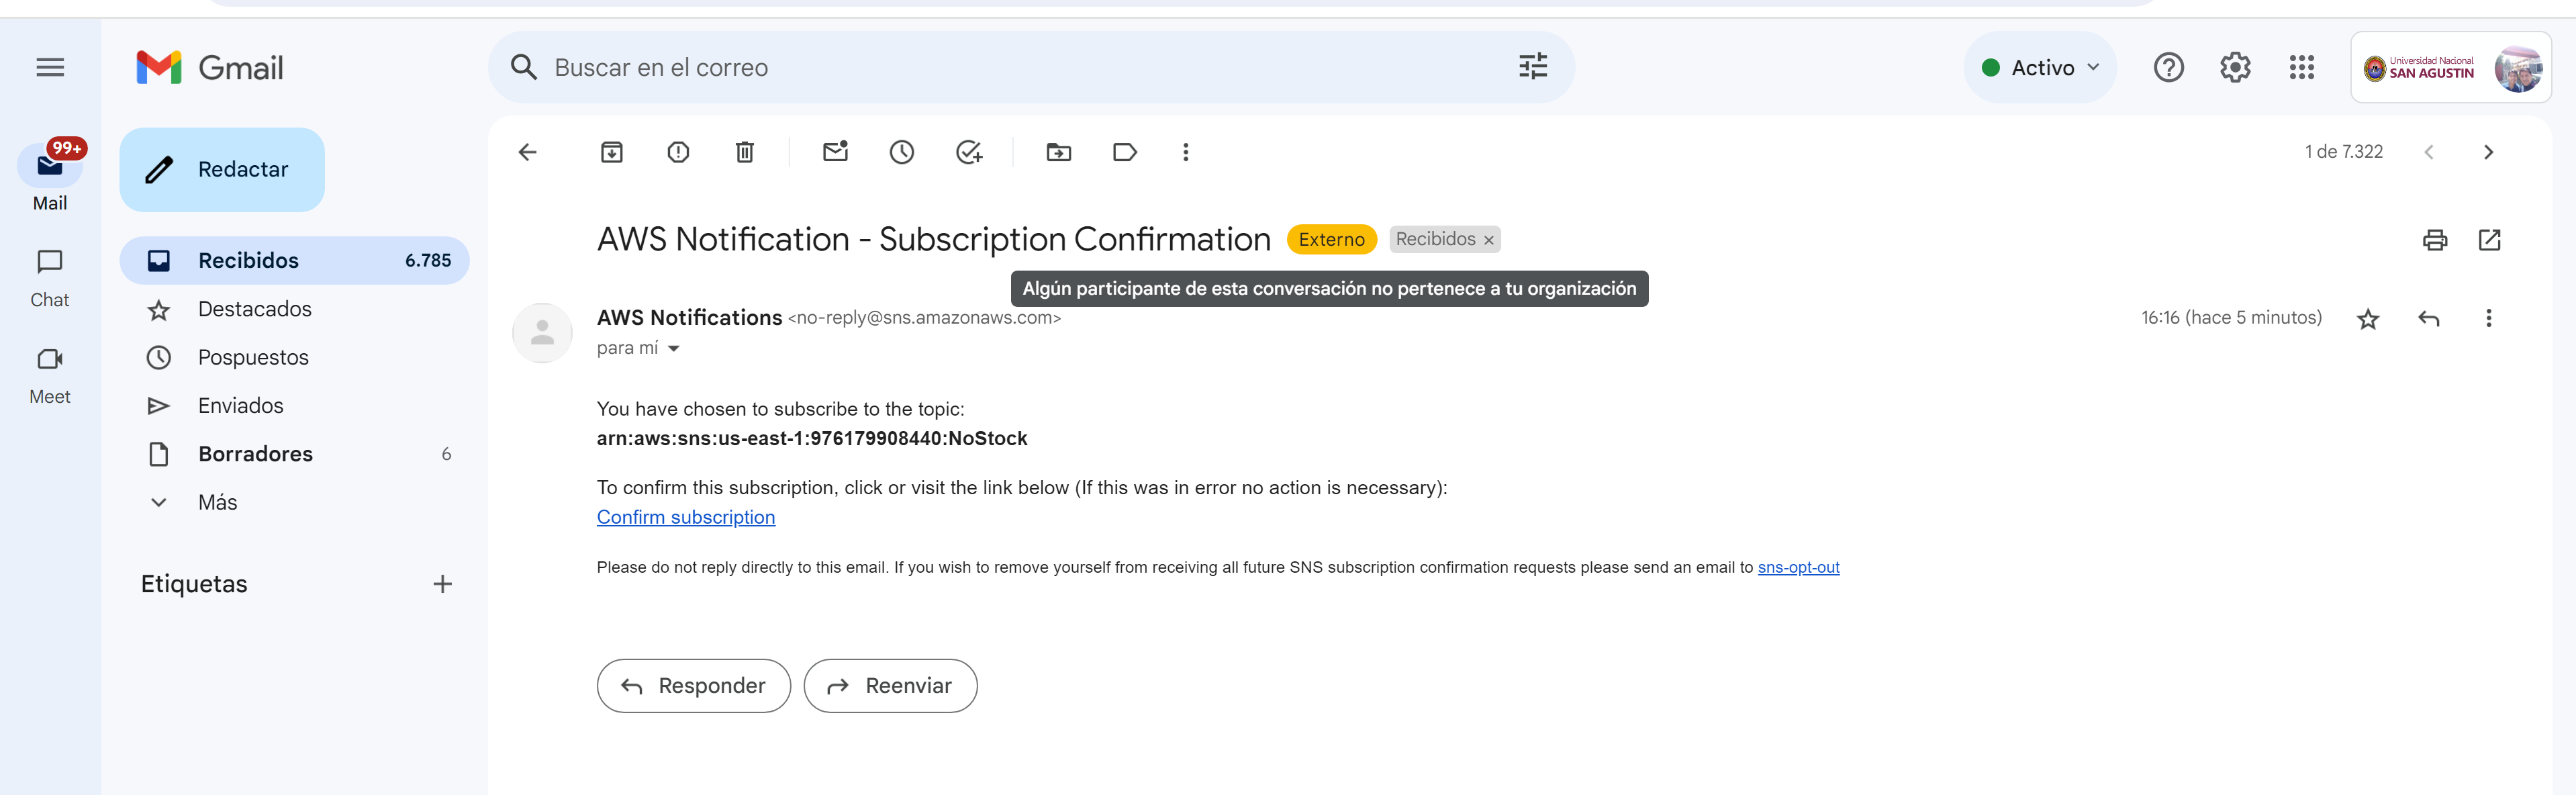 Gmail
Buscar en el correo
Activo
Universidad Nacional
SAN AGUSTIN
99+
Mail
Chat
Meet
Redactar
Recibidos 6.785
Destacados
Pospuestos
Enviados
Borradores 6
Más
Etiquetas
1 de 7.322
AWS Notification - Subscription Confirmation Externo Recibidos
Algún participante de esta conversación no pertenece a tu organización
AWS Notifications <no-reply@sns.amazonaws.com>
16:16 (hace 5 minutos)
para mí
You have chosen to subscribe to the topic:
arn:aws:sns:us-east-1:976179908440:NoStock
To confirm this subscription, click or visit the link below (If this was in error no action is necessary):
Confirm subscription
Please do not reply directly to this email. If you wish to remove yourself from receiving all future SNS subscription confirmation requests please send an email to sns-opt-out
Responder
Reenviar